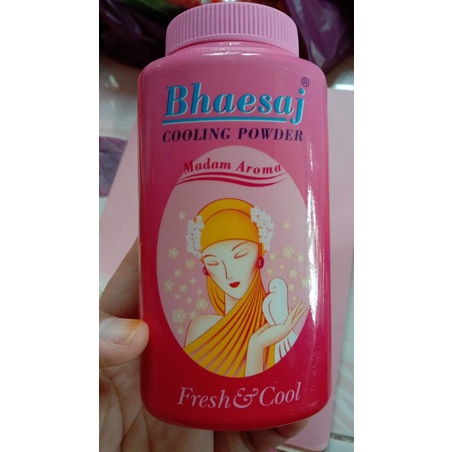 Bhaesaj®
COOLING POWDER
Madam Aroma
Fresh & Cool